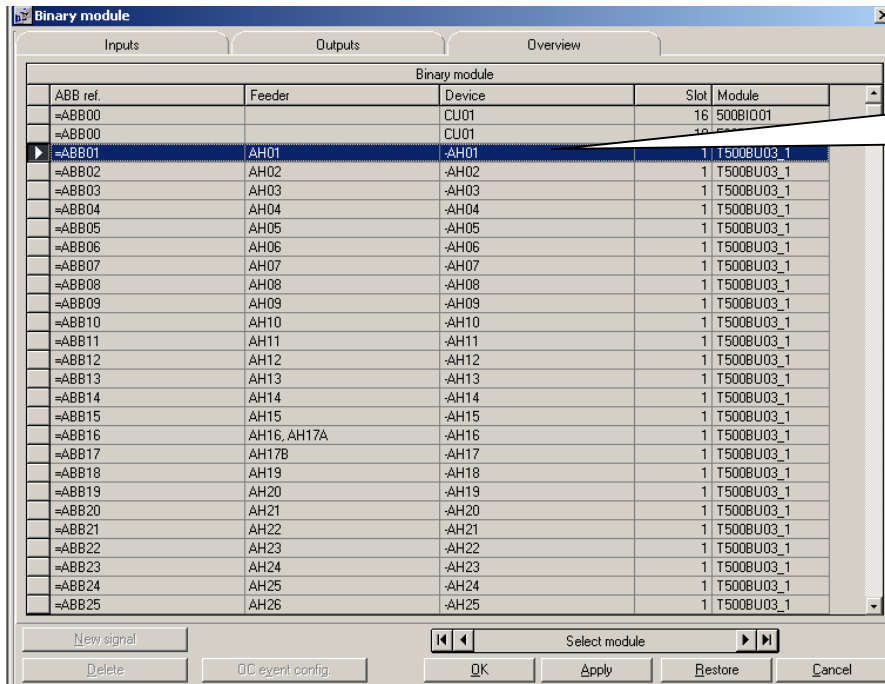 Binary module
Inputs Outputs Overview
Binary module
ABB ref. Feeder Device Slot Module
=ABB00 CU01 16 500BIO01
=ABB00 CU01
=ABB01 AH01 -AH01 1 T500BU03_1
=ABB02 AH02 -AH02 1 T500BU03_1
=ABB03 AH03 -AH03 1 T500BU03_1
=ABB04 AH04 -AH04 1 T500BU03_1
=ABB05 AH05 -AH05 1 T500BU03_1
=ABB06 AH06 -AH06 1 T500BU03_1
=ABB07 AH07 -AH07 1 T500BU03_1
=ABB08 AH08 -AH08 1 T500BU03_1
=ABB09 AH09 -AH09 1 T500BU03_1
=ABB10 AH10 -AH10 1 T500BU03_1
=ABB11 AH11 -AH11 1 T500BU03_1
=ABB12 AH12 -AH12 1 T500BU03_1
=ABB13 AH13 -AH13 1 T500BU03_1
=ABB14 AH14 -AH14 1 T500BU03_1
=ABB15 AH15 -AH15 1 T500BU03_1
=ABB16 AH16, AH17A -AH16 1 T500BU03_1
=ABB17 AH17B -AH17 1 T500BU03_1
=ABB18 AH19 -AH18 1 T500BU03_1
=ABB19 AH20 -AH19 1 T500BU03_1
=ABB20 AH21 -AH20 1 T500BU03_1
=ABB21 AH22 -AH21 1 T500BU03_1
=ABB22 AH23 -AH22 1 T500BU03_1
=ABB23 AH24 -AH23 1 T500BU03_1
=ABB24 AH25 -AH24 1 T500BU03_1
=ABB25 AH26 -AH25 1 T500BU03_1
New signal Select module
Delete OC event config. OK Apply Restore Cancel